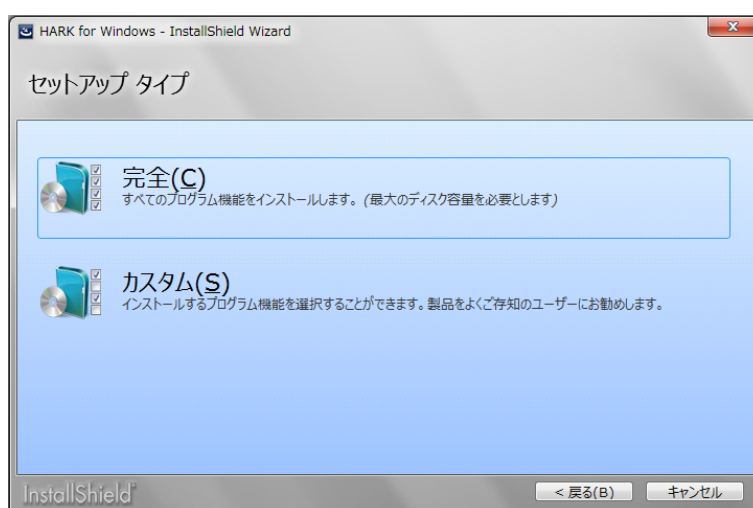 HARK for Windows - InstallShield Wizard
セットアップ タイプ
完全(C)
すべてのプログラム機能をインストールします。(最大のディスク容量を必要とします)
カスタム(S)
インストールするプログラム機能を選択することができます。製品をよくご存知のユーザーにお勧めします。
InstallShield
< 戻る(B)
キャンセル